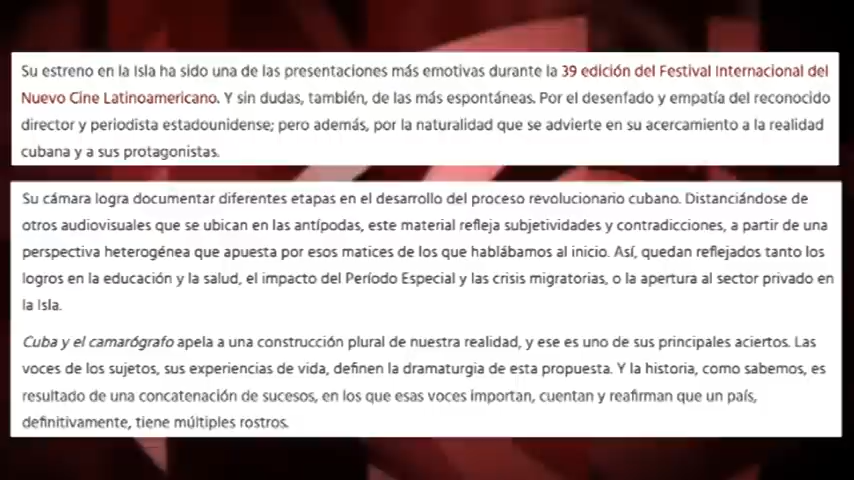 Su estreno en la Isla ha sido una de las presentaciones más emotivas durante la 39 edición del Festival Internacional del
Nuevo Cine Latinoamericano. Y sin dudas, también, de las más espontáneas. Por el desenfado y empatía del reconocido
director y periodista estadounidense; pero además, por la naturalidad que se advierte en su acercamiento a la realidad
cubana y a sus protagonistas.
Su cámara logra documentar diferentes etapas en el desarrollo del proceso revolucionario cubano. Distanciándose de
otros audiovisuales que se ubican en las antípodas, este material refleja subjetividades y contradicciones, a partir de una
perspectiva heterogénea que apuesta por esos matices de los que hablábamos al inicio. Así, quedan reflejados tanto los
logros en la educación y la salud, el impacto del Período Especial y las crisis migratorias, o la apertura al sector privado en
la Isla.
Cuba y el camarógrafo apela a una construcción plural de nuestra realidad, y ese es uno de sus principales aciertos. Las
voces de los sujetos, sus experiencias de vida, definen la dramaturgia de esta propuesta. Y la historia, como sabemos, es
resultado de una concatenación de sucesos, en los que esas voces importan, cuentan y reafirman que un país,
definitivamente, tiene múltiples rostros.